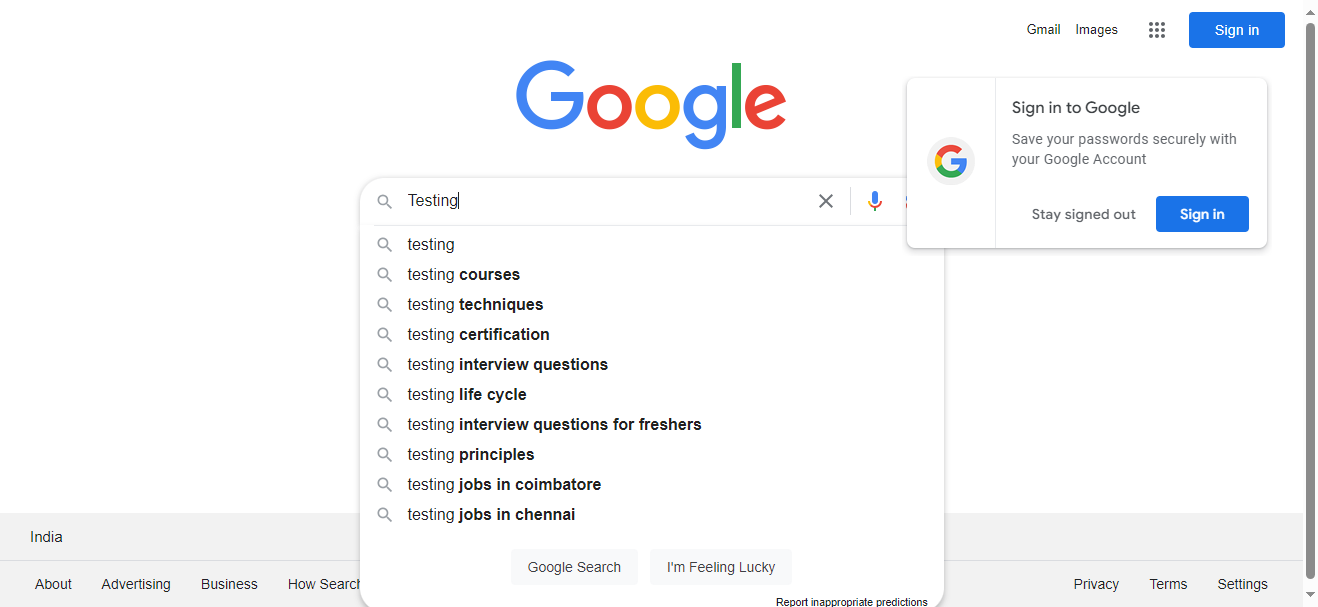 Gmail Images Sign in
Google
Sign in to Google
Save your passwords securely with
your Google Account
Stay signed out Sign in
Testing
testing
testing courses
testing techniques
testing certification
testing interview questions
testing life cycle
testing interview questions for freshers
testing principles
testing jobs in coimbatore
testing jobs in chennai
Google Search I'm Feeling Lucky
Report inappropriate predictions
India
About Advertising Business How Search Privacy Terms Settings